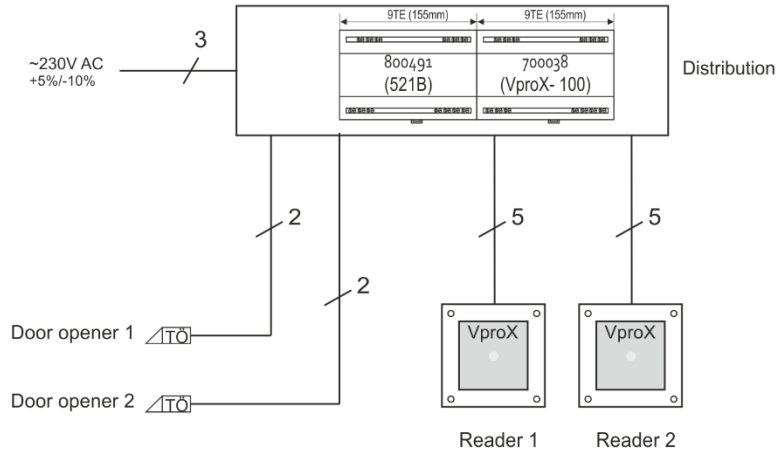 9TE (155mm) 9TE (155mm)
3
~230V AC
+5%/-10%
800491
(521B)
700038
(VproX- 100)
Distribution
2
5
5
2
Door opener 1 TÖ
VproX
VproX
Door opener 2 TÖ
Reader 1
Reader 2